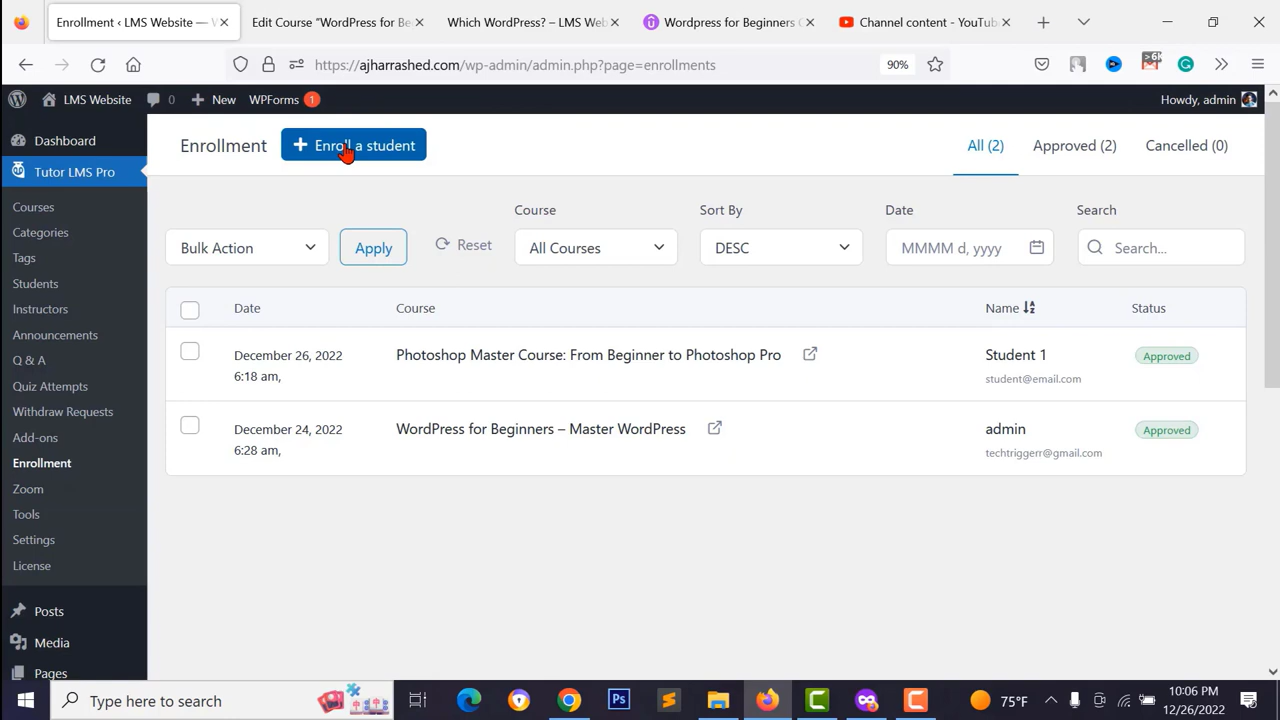 Enrollment ‹ LMS Website — W
Edit Course "WordPress for Be
Which WordPress? – LMS Web
Wordpress for Beginners
Channel content - YouTube
https://ajharrashed.com/wp-admin/admin.php?page=enrollments
90%
LMS Website
0
New
WPForms
1
Howdy, admin
Dashboard
Tutor LMS Pro
Courses
Categories
Tags
Students
Instructors
Announcements
Q & A
Quiz Attempts
Withdraw Requests
Add-ons
Enrollment
Zoom
Tools
Settings
License
Posts
Media
Pages
Enrollment
Enroll a student
All (2)
Approved (2)
Cancelled (0)
Bulk Action
Apply
Reset
Course
All Courses
Sort By
DESC
Date
MMMM d, yyyy
Search
Search...
Date
Course
Name
Status
December 26, 2022
6:18 am,
Photoshop Master Course: From Beginner to Photoshop Pro
Student 1
student@email.com
Approved
December 24, 2022
6:28 am,
WordPress for Beginners – Master WordPress
admin
techtriggerr@gmail.com
Approved
Type here to search
Ps
75°F
10:06 PM
12/26/2022